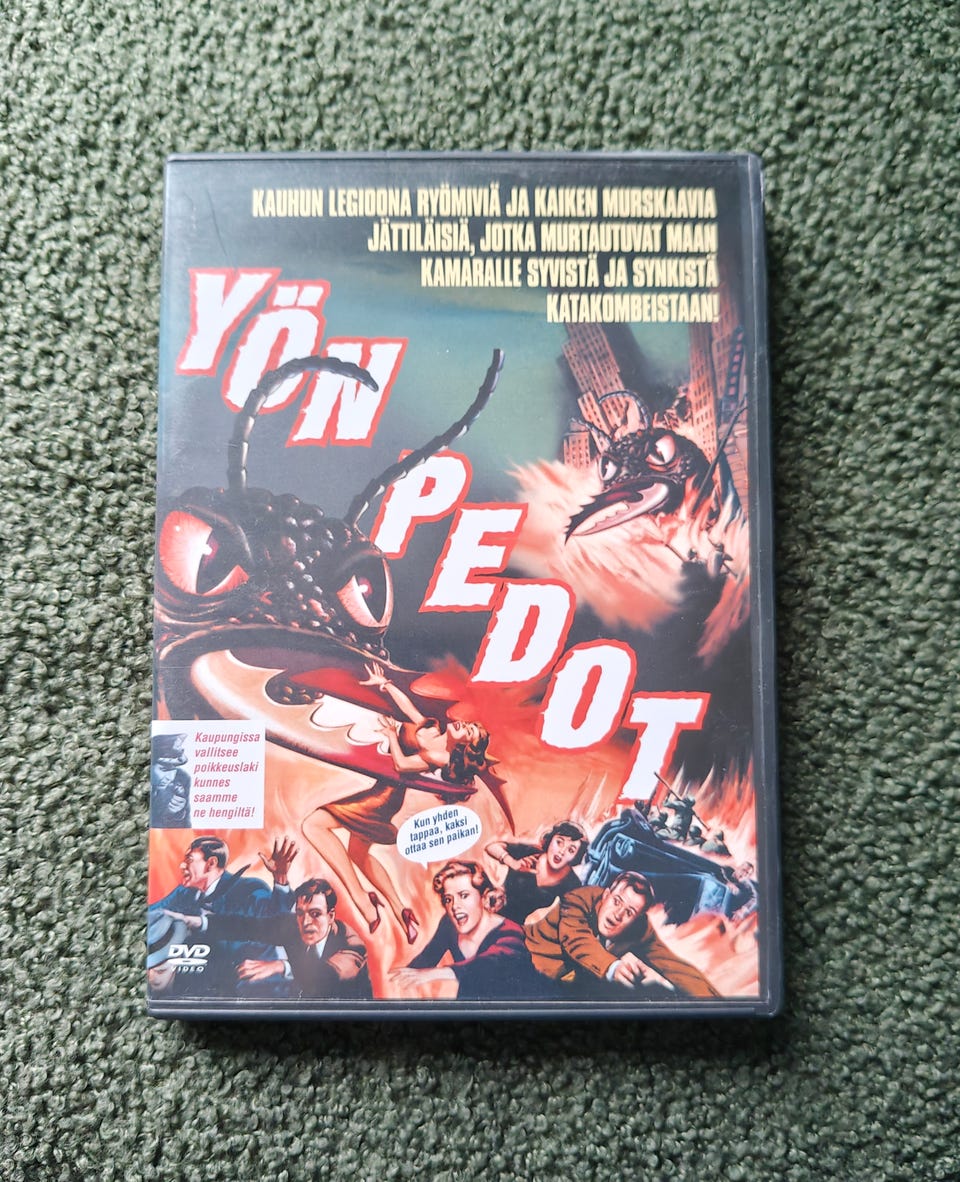 KAUHUN LEGIOONA RYÖMIVIÄ JA KAIKEN MURSKAAVIA
JÄTTILÄISIÄ, JOTKA MURTAUTUVAT MAAN
KAMARALLE SYVISTÄ JA SYNKISTÄ
KATAKOMBEISTAAN!
YÖN
PEDOT
Kaupungissa
vallitsee
poikkeuslaki
kunnes
saamme
ne hengiltä!
Kun yhden
tappaa, kaksi
ottaa sen paikan!
DVD
VIDEO